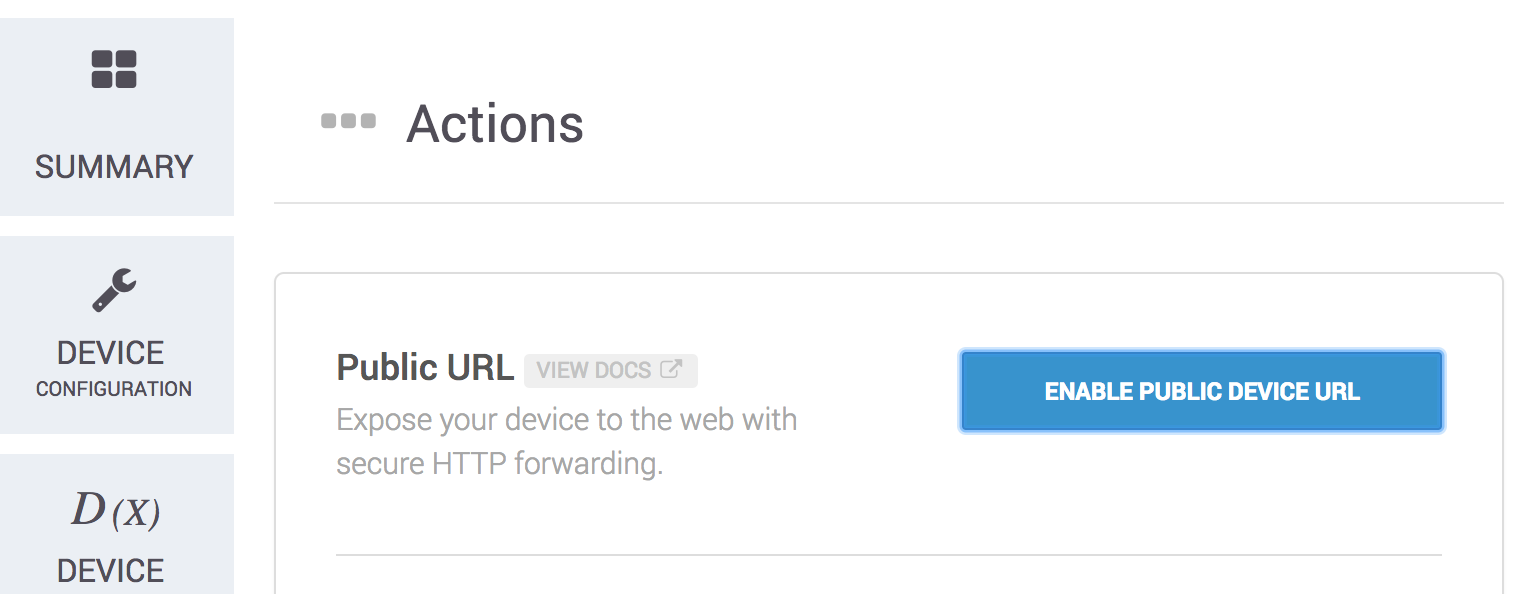 SUMMARY
DEVICE
CONFIGURATION
D(X)
DEVICE
Actions
Public URL VIEW DOCS
ENABLE PUBLIC DEVICE URL
Expose your device to the web with
secure HTTP forwarding.